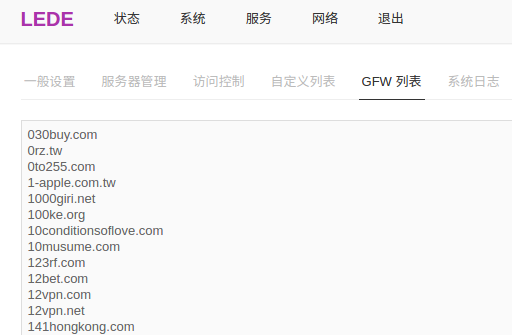 LEDE 状态 系统 服务 网络 退出
一般设置 服务器管理 访问控制 自定义列表 GFW 列表 系统日志
030buy.com
0rz.tw
0to255.com
1-apple.com.tw
1000giri.net
100ke.org
10conditionsoflove.com
10musume.com
123rf.com
12bet.com
12vpn.com
12vpn.net
141hongkong.com